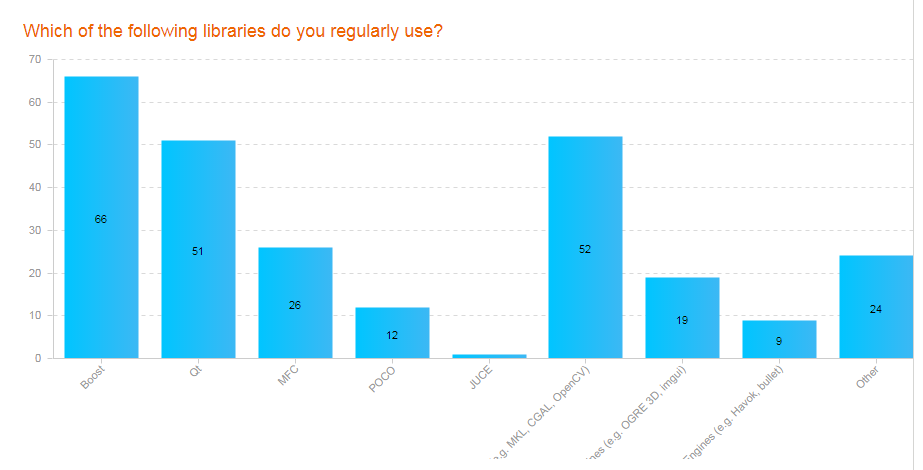 Which of the following libraries do you regularly use?
70
60
50
40
30
20
10
0
66
51
26
12
52
19
9
24
Boost
Qt
MFC
POCO
JUCE
e.g. MKL, CGAL, OpenCV)
(e.g. OGRE 3D, imgui)
Engines (e.g. Havok, bullet)
Other